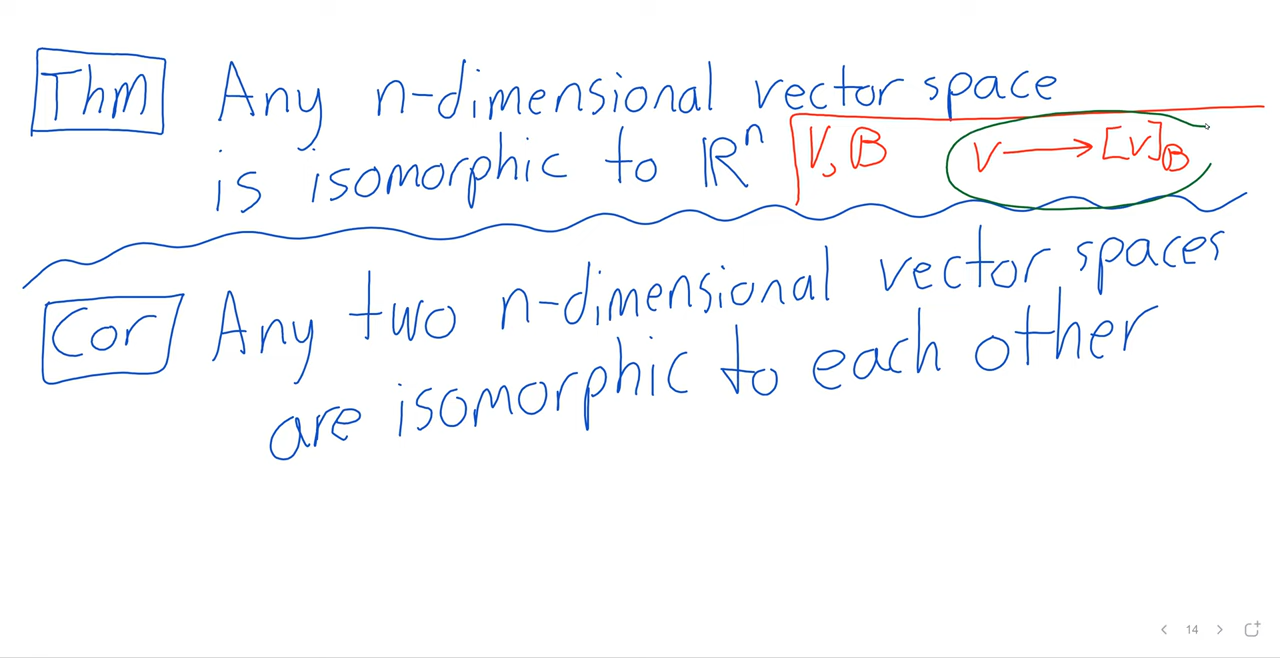 Thm Any n-dimensional vector space
is isomorphic to ℝⁿ V, B v → [v]_B
Cor Any two n-dimensional vector spaces
are isomorphic to each other
14